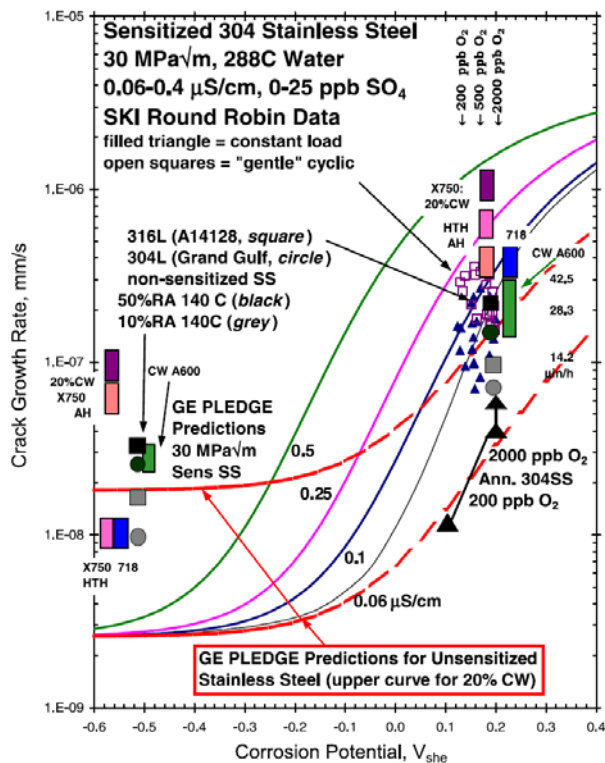 Sensitized 304 Stainless Steel
30 MPa√m, 288C Water
0.06-0.4 μS/cm, 0-25 ppb SO4
SKI Round Robin Data
filled triangle = constant load
open squares = "gentle" cyclic
←200 ppb O2
←500 ppb O2
←2000 ppb O2
316L (A14128, square)
304L (Grand Gulf, circle)
non-sensitized SS
50%RA 140 C (black)
10%RA 140C (grey)
X750:
20%CW
HTH
AH
718
CW A600
42.5
28.3
14.2
μin/h
20%CW
X750
AH
CW A600
GE PLEDGE
Predictions
30 MPa√m
Sens SS
0.5
0.25
0.1
0.06 μS/cm
2000 ppb O2
Ann. 304SS
200 ppb O2
X750
HTH
718
GE PLEDGE Predictions for Unsensitized
Stainless Steel (upper curve for 20% CW)
Crack Growth Rate, mm/s
1.E-05
1.E-06
1.E-07
1.E-08
1.E-09
-0.6 -0.5 -0.4 -0.3 -0.2 -0.1 0.0 0.1 0.2 0.3 0.4
Corrosion Potential, Vshe